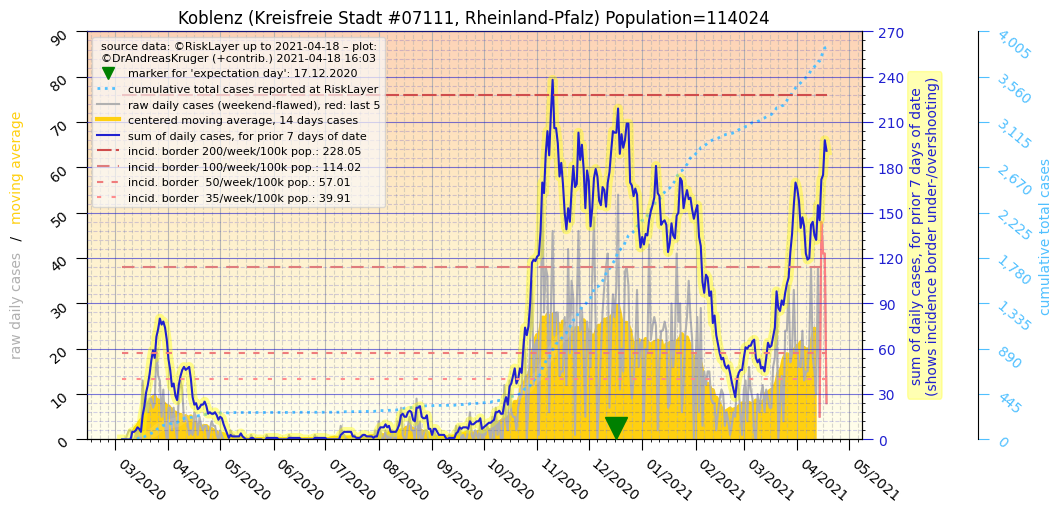 Koblenz (Kreisfreie Stadt #07111, Rheinland-Pfalz) Population=114024
source data: ©RiskLayer up to 2021-04-18 – plot:
©DrAndreasKruger (+contrib.) 2021-04-18 16:03
marker for 'expectation day': 17.12.2020
cumulative total cases reported at RiskLayer
raw daily cases (weekend-flawed), red: last 5
centered moving average, 14 days cases
sum of daily cases, for prior 7 days of date
incid. border 200/week/100k pop.: 228.05
incid. border 100/week/100k pop.: 114.02
incid. border  50/week/100k pop.: 57.01
incid. border  35/week/100k pop.: 39.91
raw daily cases / moving average
90
80
70
60
50
40
30
20
10
0
03/2020
04/2020
05/2020
06/2020
07/2020
08/2020
09/2020
10/2020
11/2020
12/2020
01/2021
02/2021
03/2021
04/2021
05/2021
270
240
210
180
150
120
90
60
30
0
sum of daily cases, for prior 7 days of date
(shows incidence border under-/overshooting)
4,005
3,560
3,115
2,670
2,225
1,780
1,335
890
445
0
cumulative total cases